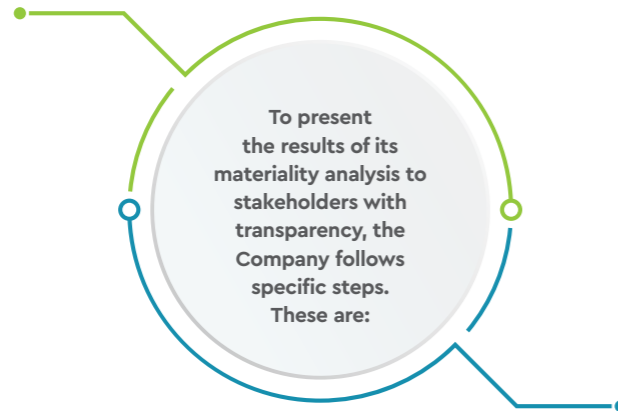 To present
the results of its
materiality analysis to
stakeholders with
transparency, the
Company follows
specific steps.
These are: